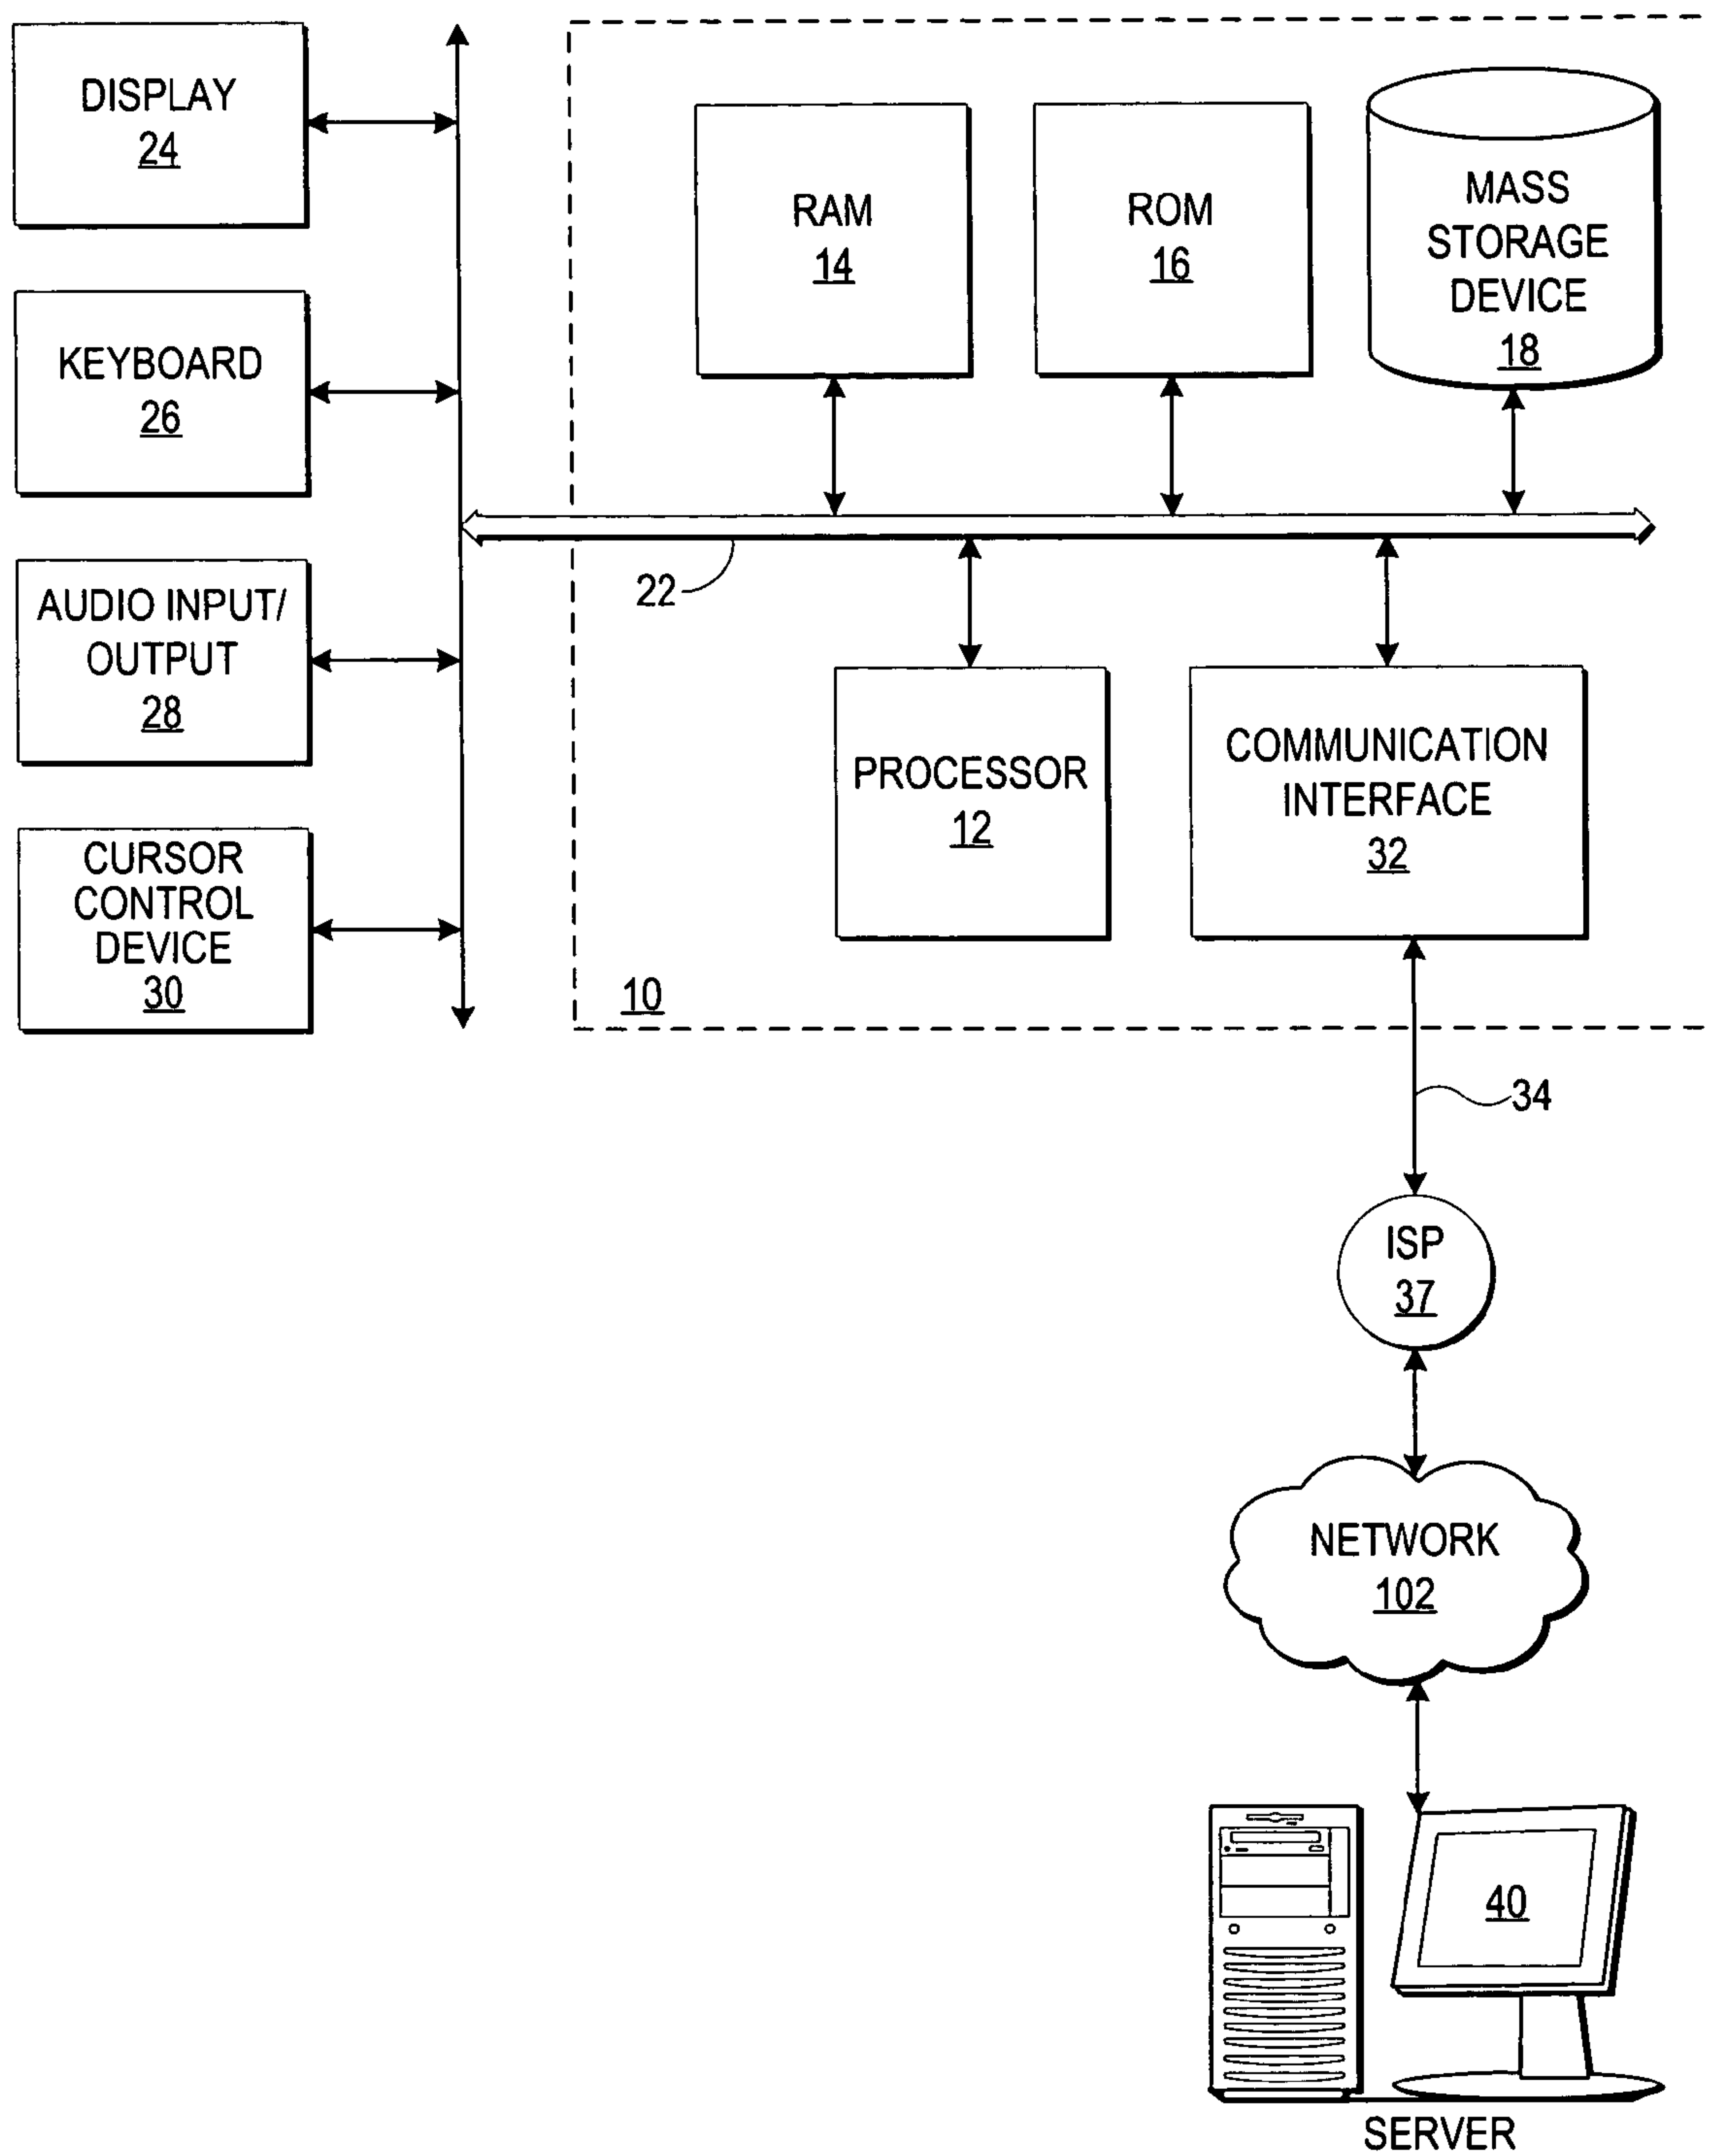 DISPLAY
24
KEYBOARD
26
AUDIO INPUT/
OUTPUT
28
CURSOR
CONTROL
DEVICE
30
RAM
14
ROM
16
MASS
STORAGE
DEVICE
18
22
PROCESSOR
12
COMMUNICATION
INTERFACE
32
10
34
ISP
37
NETWORK
102
40
SERVER